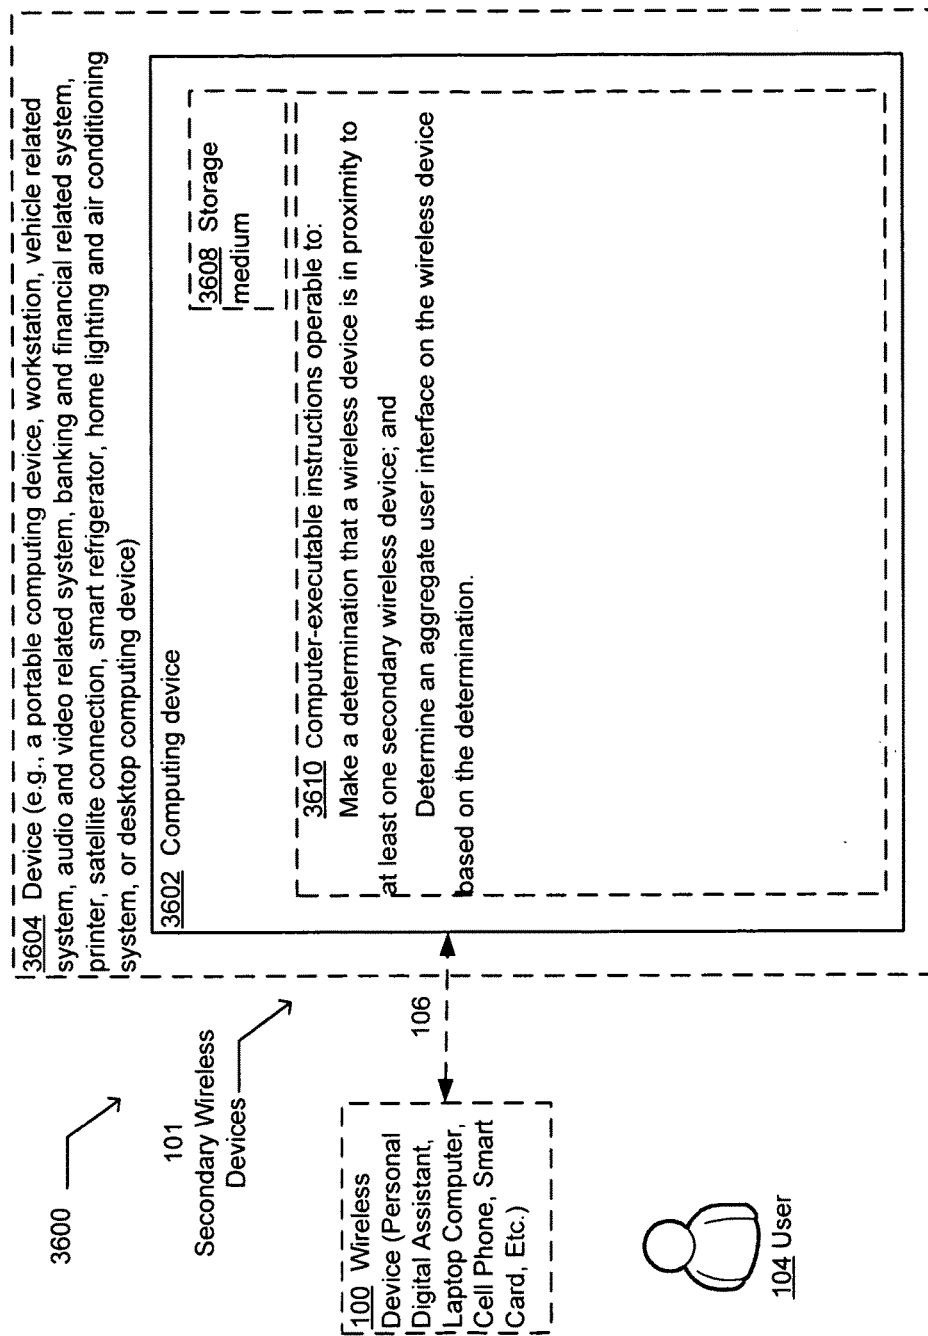 3600
101
Secondary Wireless
Devices
3604 Device (e.g., a portable computing device, workstation, vehicle related
system, audio and video related system, banking and financial related system,
printer, satellite connection, smart refrigerator, home lighting and air conditioning
system, or desktop computing device)
3602 Computing device
3608 Storage
medium
3610 Computer-executable instructions operable to:
Make a determination that a wireless device is in proximity to
at least one secondary wireless device; and
Determine an aggregate user interface on the wireless device
based on the determination.
106
100 Wireless
Device (Personal
Digital Assistant,
Laptop Computer,
Cell Phone, Smart
Card, Etc.)
104 User